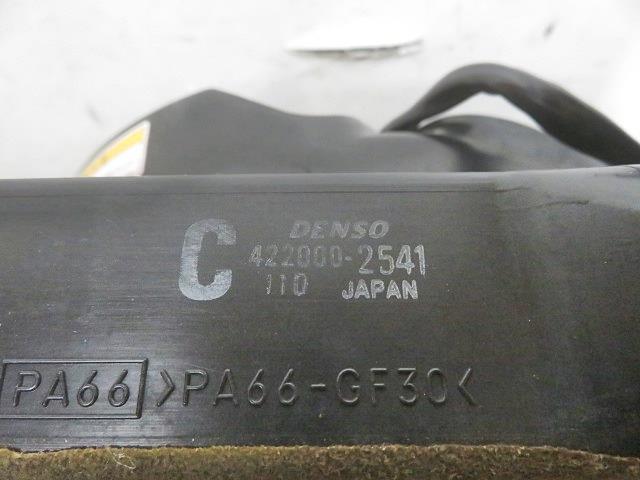 DENSO
C 422000-2541
110 JAPAN
PA66 >PA66-GF30<